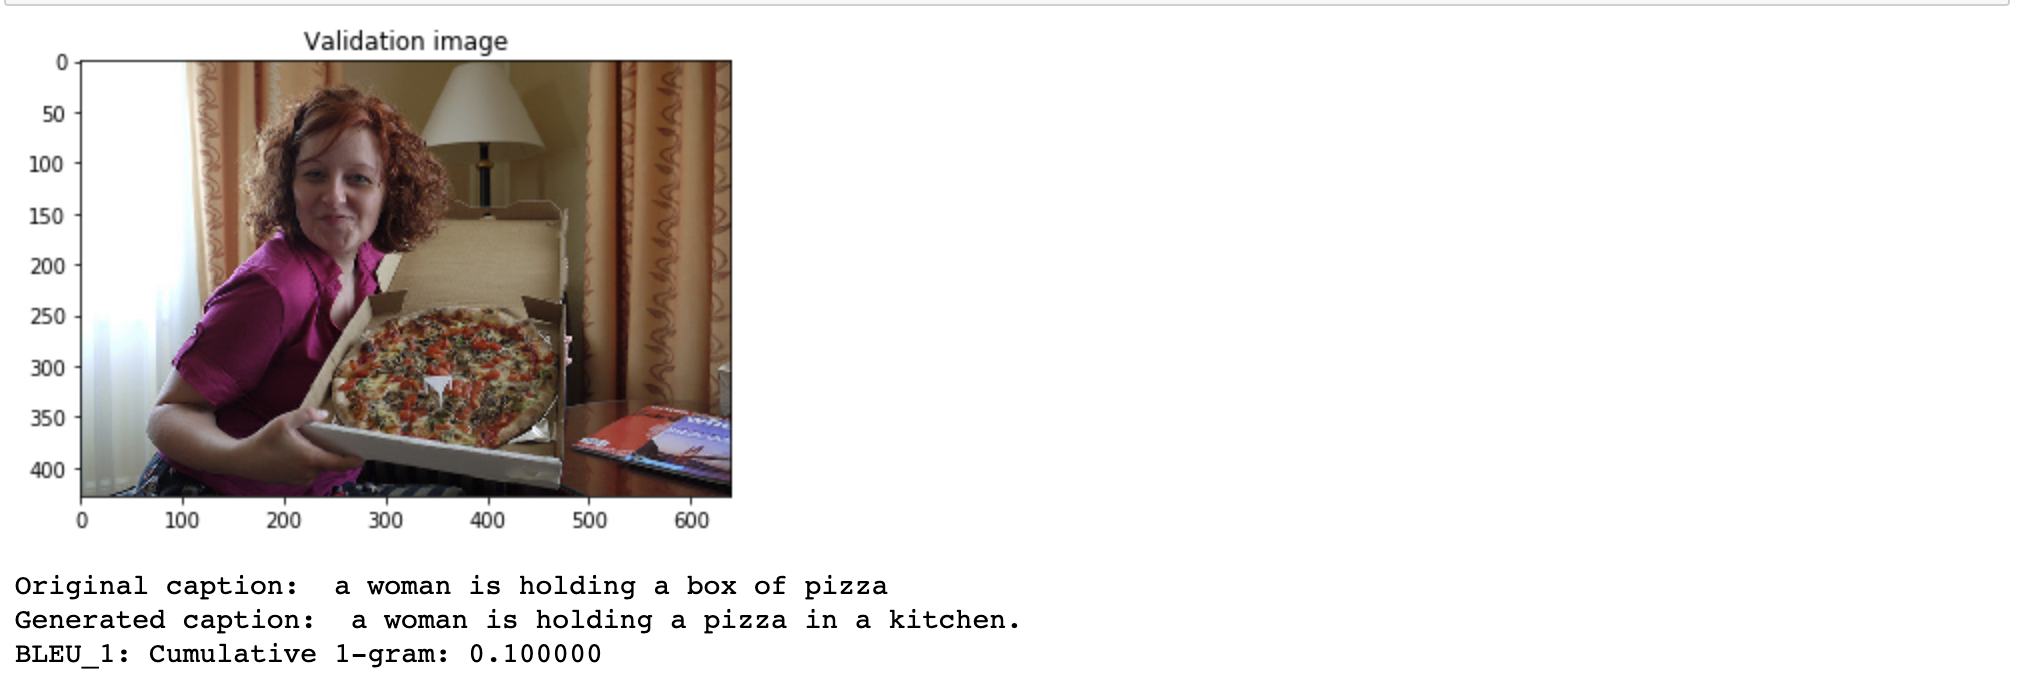 Validation image
0
50
100
150
200
250
300
350
400
0 100 200 300 400 500 600
Original caption:  a woman is holding a box of pizza
Generated caption:  a woman is holding a pizza in a kitchen.
BLEU_1: Cumulative 1-gram: 0.100000